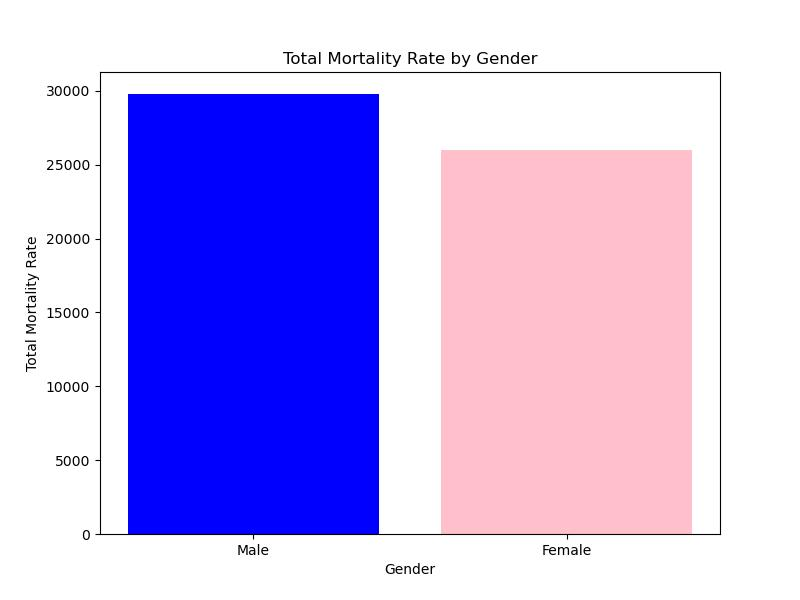 Total Mortality Rate by Gender
Total Mortality Rate
30000
25000
20000
15000
10000
5000
0
Male Female
Gender